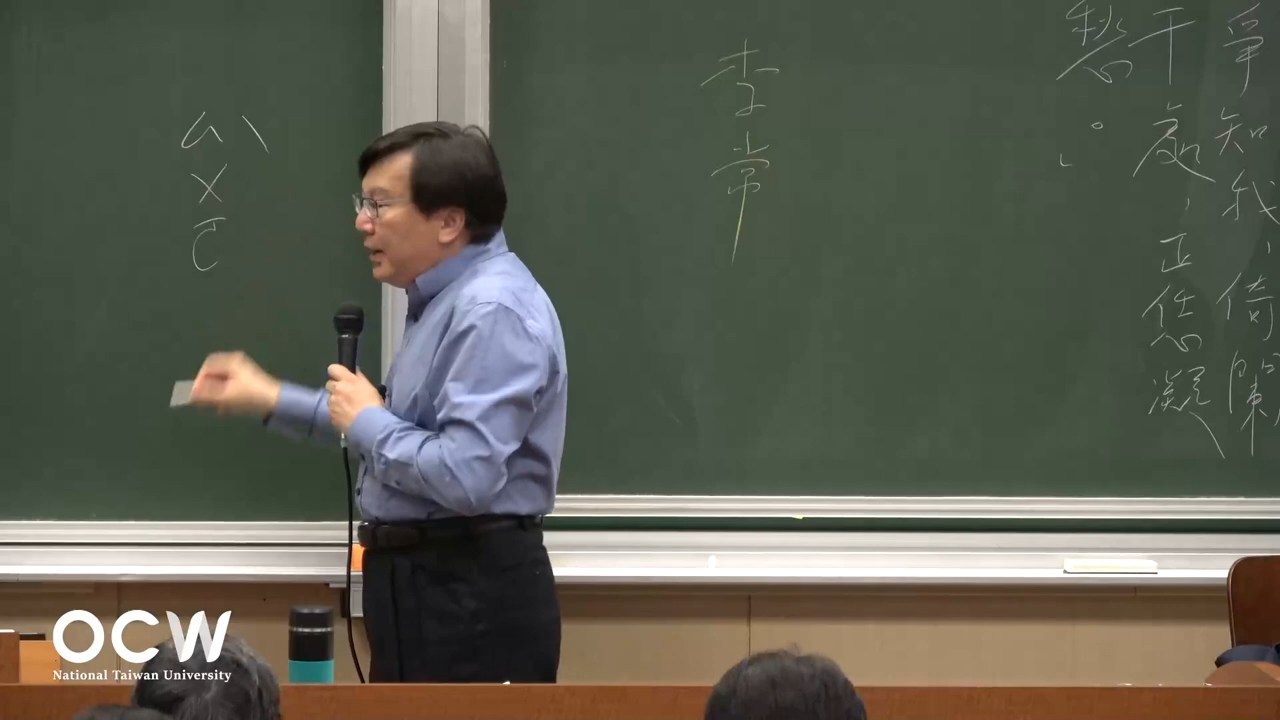 爭知我，倚闌
干處，正恁凝
愁。
李常
ㄨ
OCW
National Taiwan University